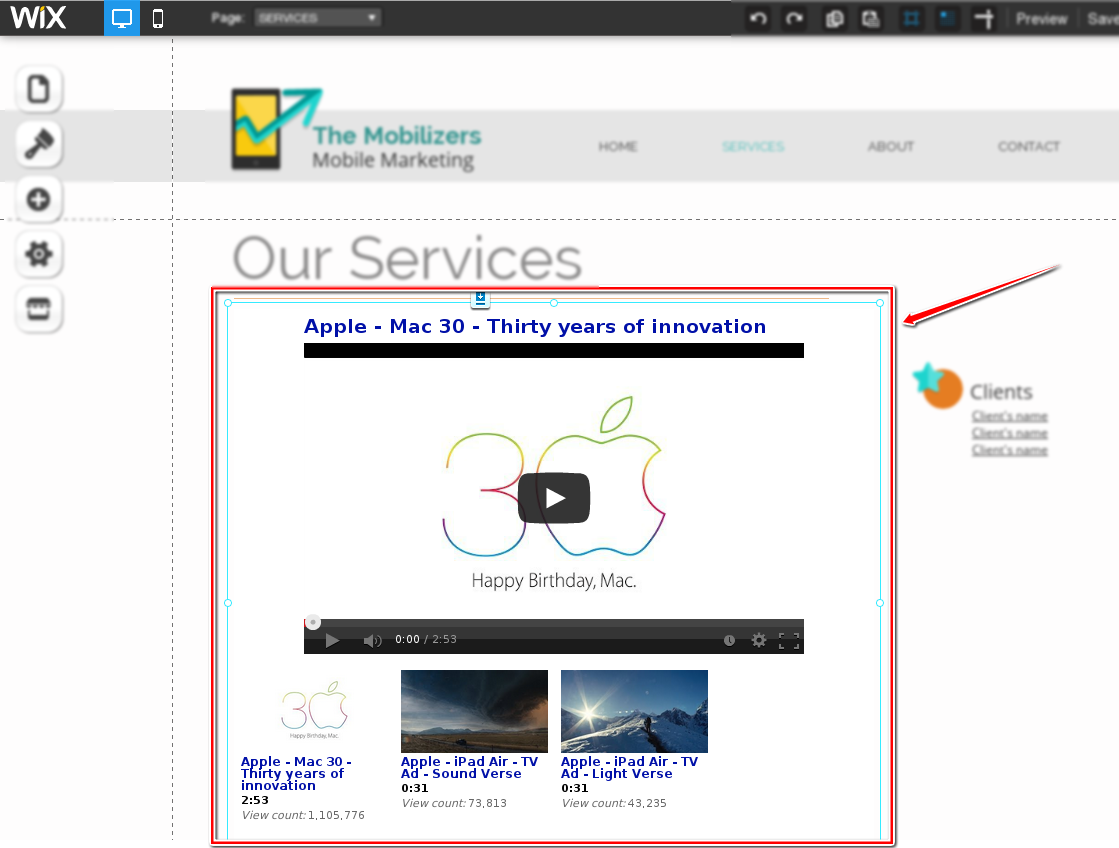 WiX
Page: SERVICES
Preview
Save
The Mobilizers
Mobile Marketing
HOME
SERVICES
ABOUT
CONTACT
Our Services
Apple - Mac 30 - Thirty years of innovation
30
Happy Birthday, Mac.
0:00 / 2:53
Clients
Client's name
Client's name
Client's name
30
Happy Birthday, Mac.
Apple - Mac 30 -
Thirty years of
innovation
2:53
View count: 1,105,776
Apple - iPad Air - TV
Ad - Sound Verse
0:31
View count: 73,813
Apple - iPad Air - TV
Ad - Light Verse
0:31
View count: 43,235